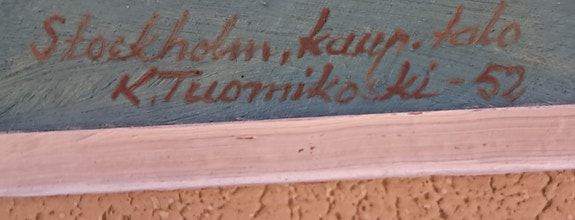 Stockholm, kaup. talo
K. Tuomikoski - 52